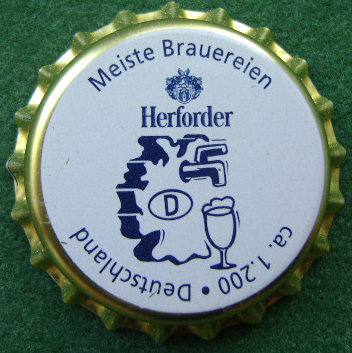 Meiste Brauereien
Herforder
D
ca. 1.200 • Deutschland